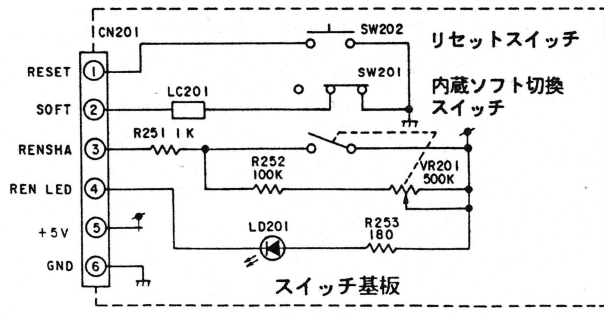 CN201
SW202
リセットスイッチ
RESET
1
LC201
SW201
内蔵ソフト切換
スイッチ
SOFT
2
R251 1K
RENSHA
3
R252
100K
VR201
500K
REN LED
4
LD201
R253
180
+5V
5
GND
6
スイッチ基板